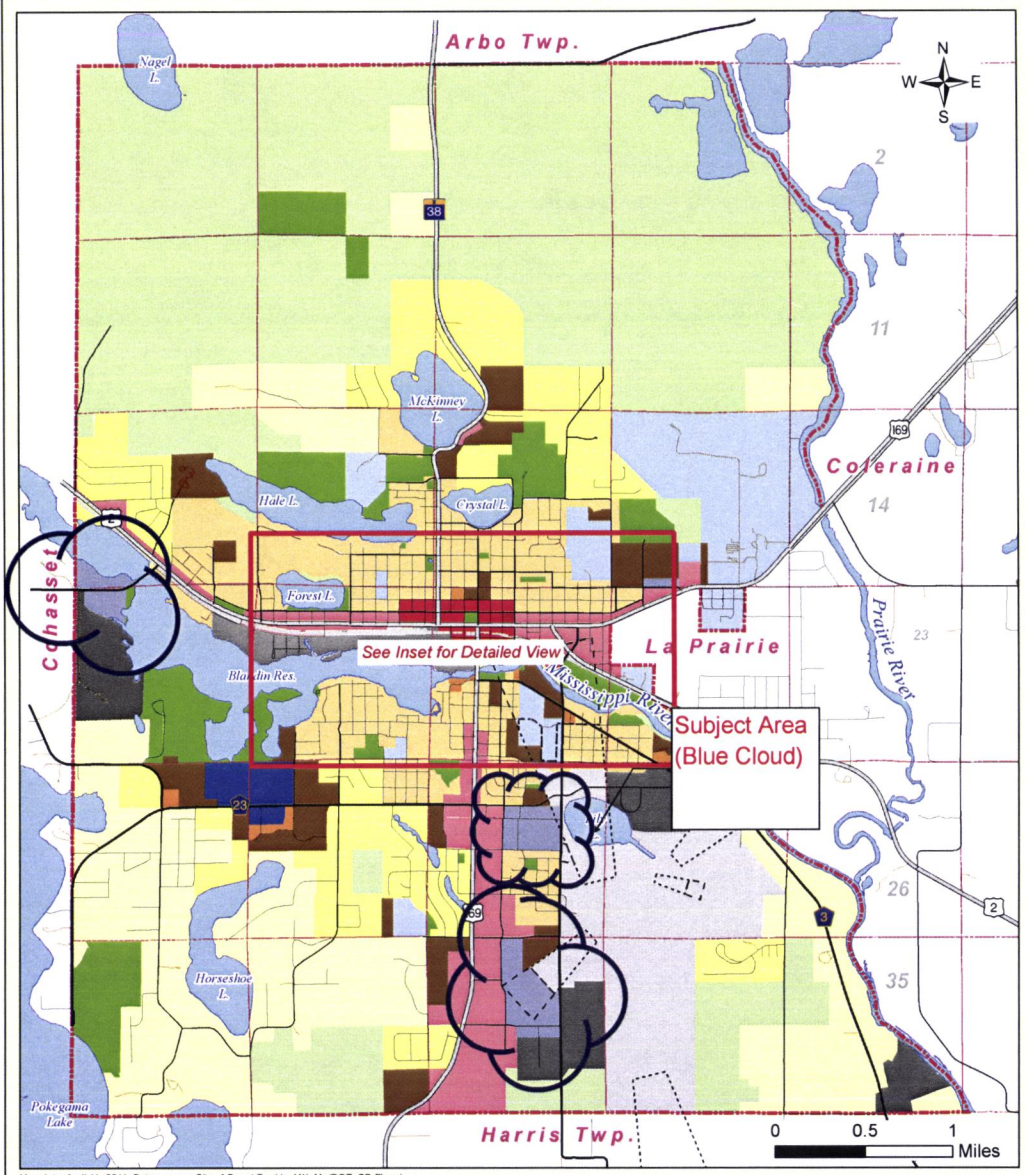 Arbo Twp.
Nagel
L.
N
W
E
S
2
38
11
McKinney
L.
169
Coleraine
14
Hale L.
Crystal L.
2
Cohasset
Forest L.
Prairie River
23
See Inset for Detailed View
La Prairie
Blandin Res.
Mississippi River
Subject Area
(Blue Cloud)
23
26
69
3
2
Horseshoe
L.
35
Pokegama
Lake
Harris Twp.
0
0.5
1
Miles